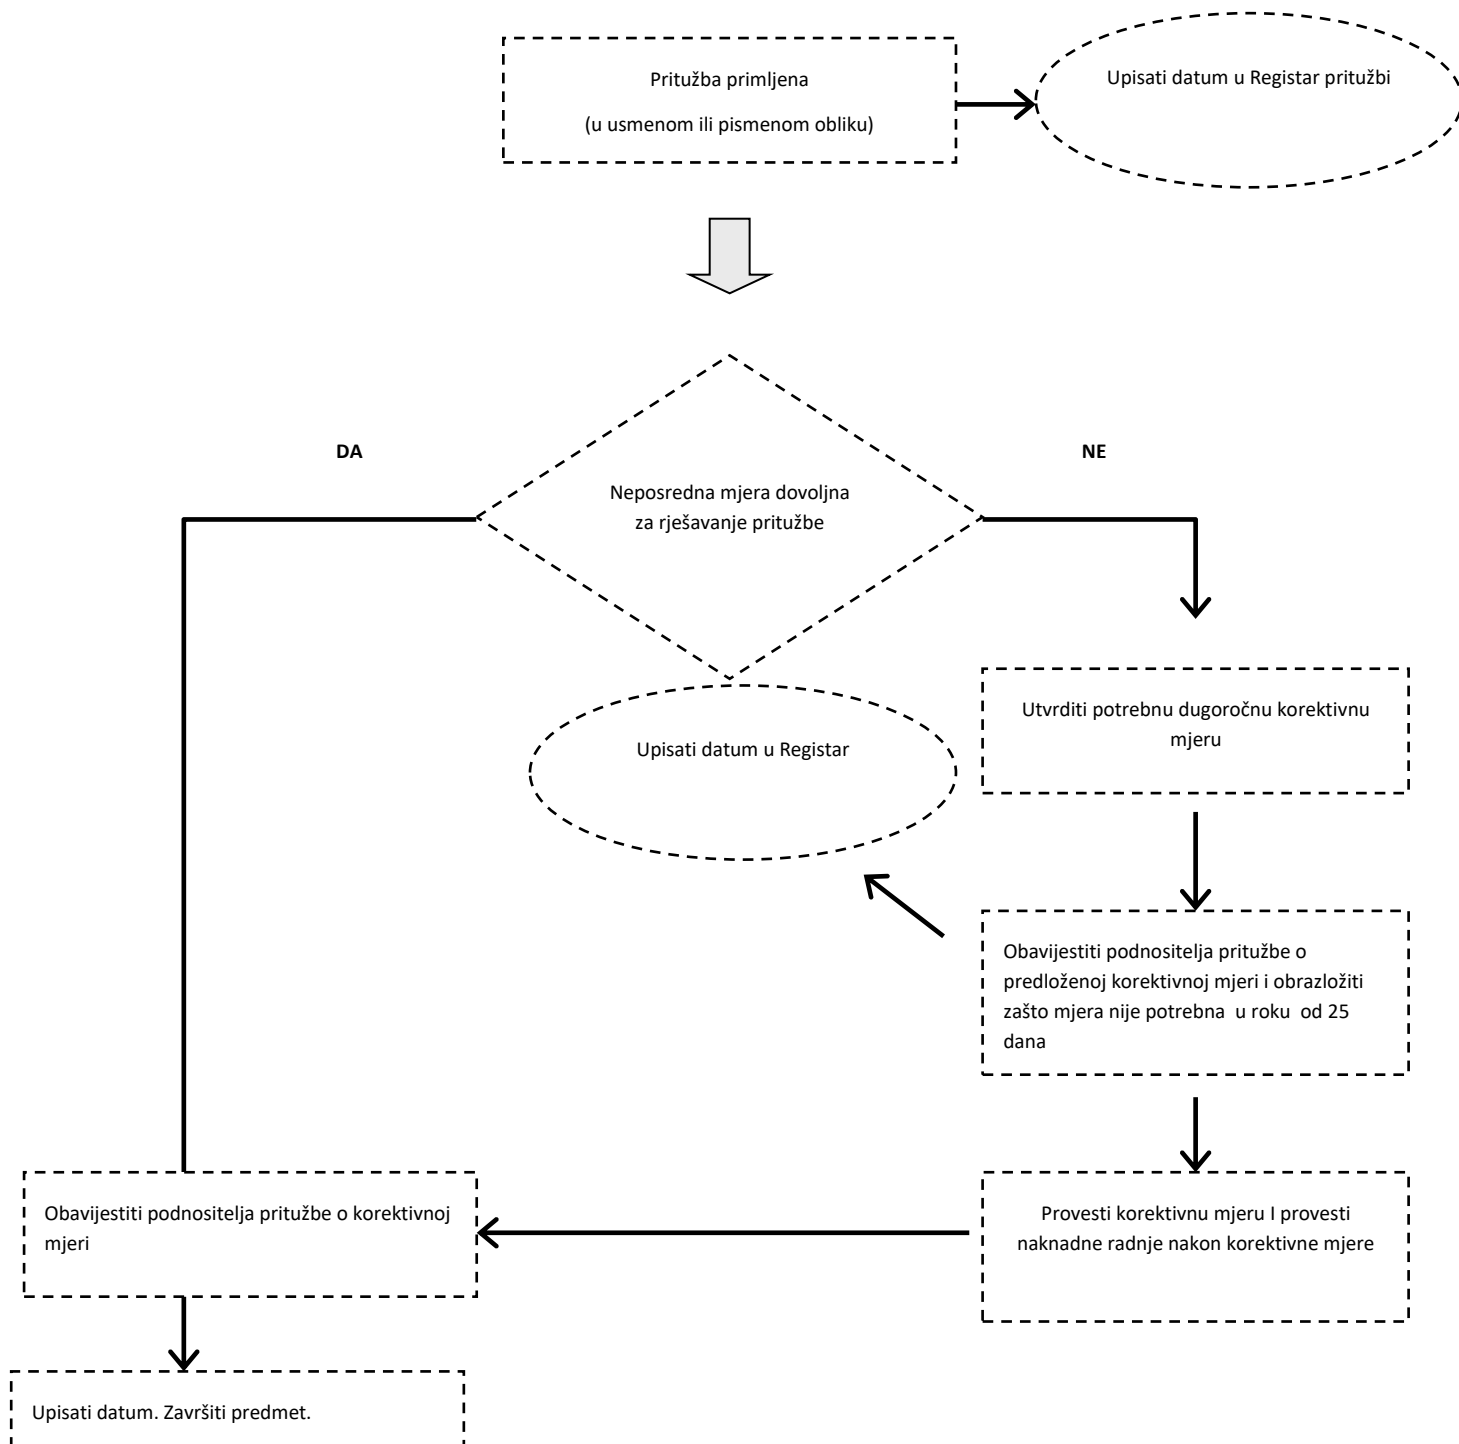 Pritužba primljena
(u usmenom ili pismenom obliku)
Upisati datum u Registar pritužbi
DA
NE
Neposredna mjera dovoljna
za rješavanje pritužbe
Utvrditi potrebnu dugoročnu korektivnu
mjeru
Upisati datum u Registar
Obavijestiti podnositelja pritužbe o
predloženoj korektivnoj mjeri i obrazložiti
zašto mjera nije potrebna u roku od 25
dana
Obavijestiti podnositelja pritužbe o korektivnoj
mjeri
Provesti korektivnu mjeru I provesti
naknadne radnje nakon korektivne mjere
Upisati datum. Završiti predmet.